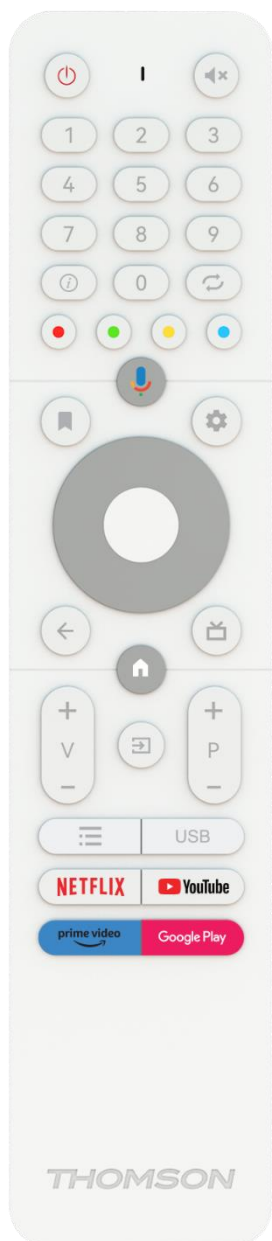 1 2 3
4 5 6
7 8 9
i 0
+ +
V P
− −
USB
NETFLIX YouTube
prime video Google Play
THOMSON